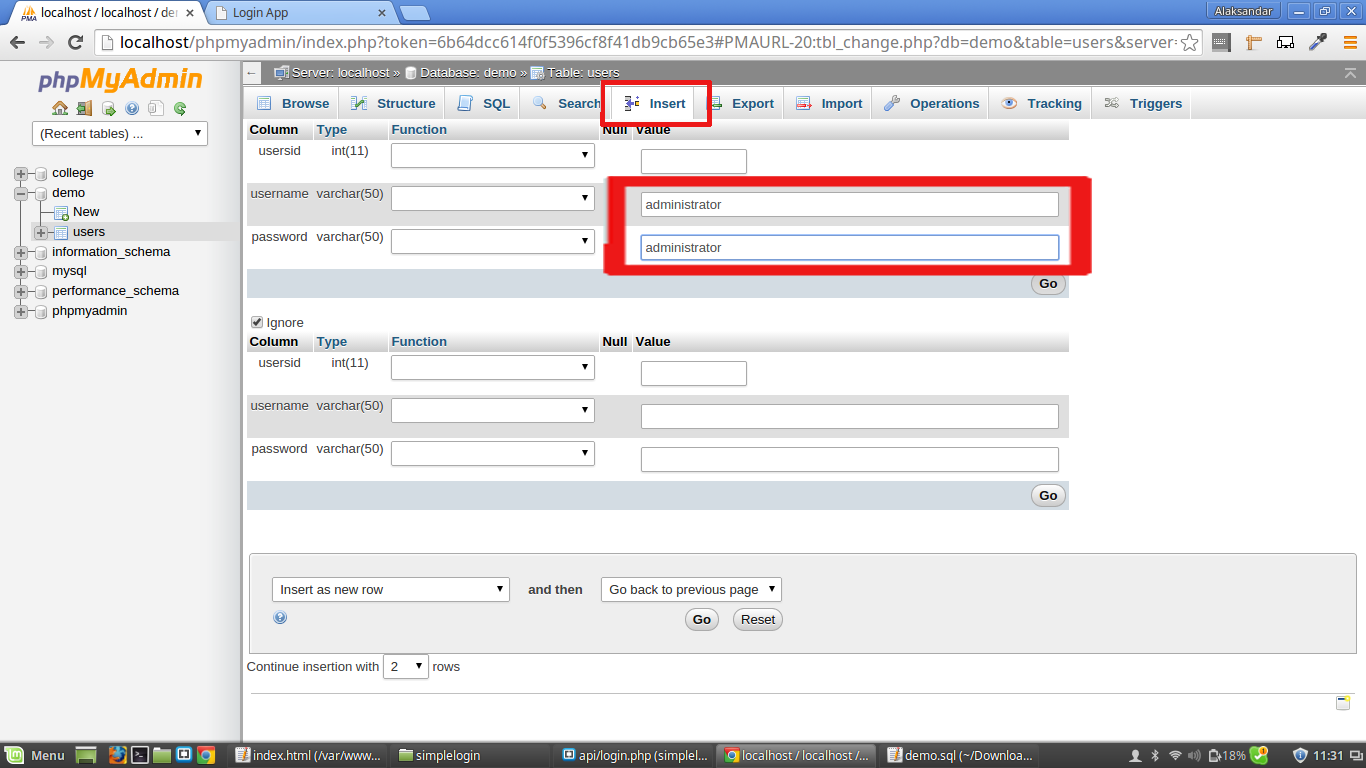 localhost / localhost / de
Login App
Alaksandar
localhost/phpmyadmin/index.php?token=6b64dcc614f0f5396cf8f41db9cb65e3#PMAURL-20:tbl_change.php?db=demo&table=users&server=
phpMyAdmin
(Recent tables) ...
college
demo
New
users
information_schema
mysql
performance_schema
phpmyadmin
Server: localhost » Database: demo » Table: users
Browse Structure SQL Search Insert Export Import Operations Tracking Triggers
Column Type Function Null Value
usersid int(11)
username varchar(50) administrator
password varchar(50) administrator
Go
Ignore
Column Type Function Null Value
usersid int(11)
username varchar(50)
password varchar(50)
Go
Insert as new row and then Go back to previous page
Go Reset
Continue insertion with 2 rows
Menu index.html (/var/www... simplelogin api/login.php (simplel... localhost / localhost /... demo.sql (~/Downloa... 18% 11:31